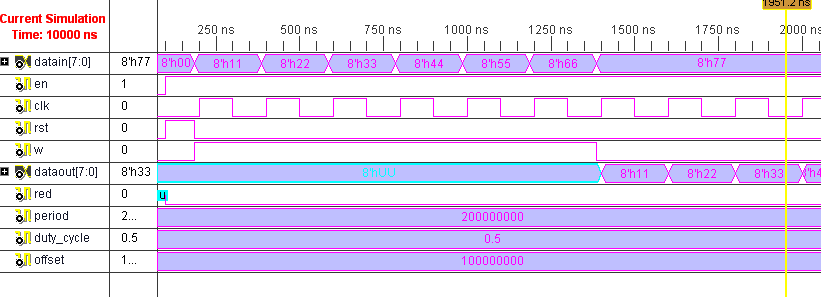 1951.2 ns
Current Simulation
Time: 10000 ns
250 ns 500 ns 750 ns 1000 ns 1250 ns 1500 ns 1750 ns 2000 ns
datain[7:0] 8'h77 8'h00 8'h11 8'h22 8'h33 8'h44 8'h55 8'h66 8'h77
en 1
clk 0
rst 0
w 0
dataout[7:0] 8'h33 8'hUU 8'h11 8'h22 8'h33 8'h4
red 0 u
period 2... 200000000
duty_cycle 0.5 0.5
offset 1... 100000000